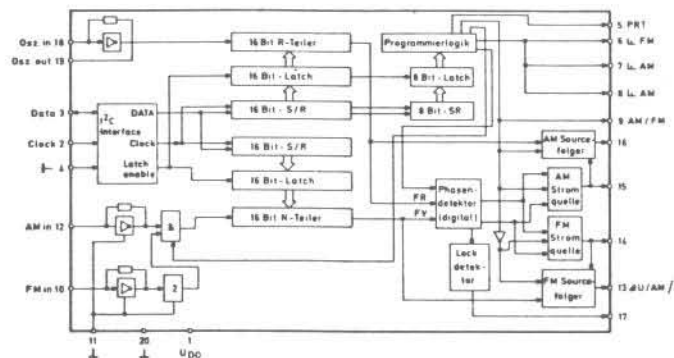 Osz in 18
Osz out 19
Data 3
Clock 2
4
AM in 12
FM in 10
11
20
1
U DD
I²C
Interface
DATA
Clock
Latch
enable
16 Bit R-Teiler
16 Bit-Latch
16 Bit-S/R
16 Bit-S/R
16 Bit-Latch
16 Bit N-Teiler
&
2
Programmierlogik
8 Bit-Latch
8 Bit-SR
FR
FV
Phasen-
detektor
(digital)
Lock
detek-
tor
AM Source
folger
AM
Strom
quelle
FM
Strom
quelle
FM Source
folger
5 PRT
6 FM
7 AM
8 AM
9 AM/FM
16
15
14
13 ΔU/AM/
17